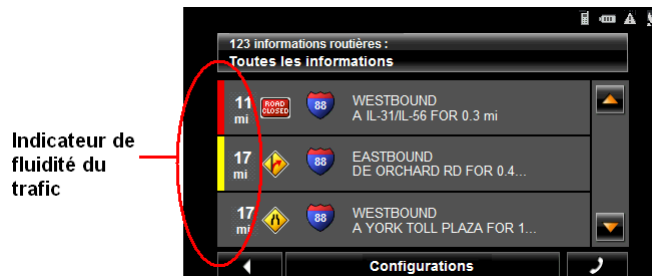 123 informations routières :
Toutes les informations
11 mi
ROAD CLOSED
88
WESTBOUND
A IL-31/IL-56 FOR 0.3 mi
Indicateur de
fluidité du
trafic
17 mi
88
EASTBOUND
DE ORCHARD RD FOR 0.4...
17 mi
88
WESTBOUND
A YORK TOLL PLAZA FOR 1...
Configurations